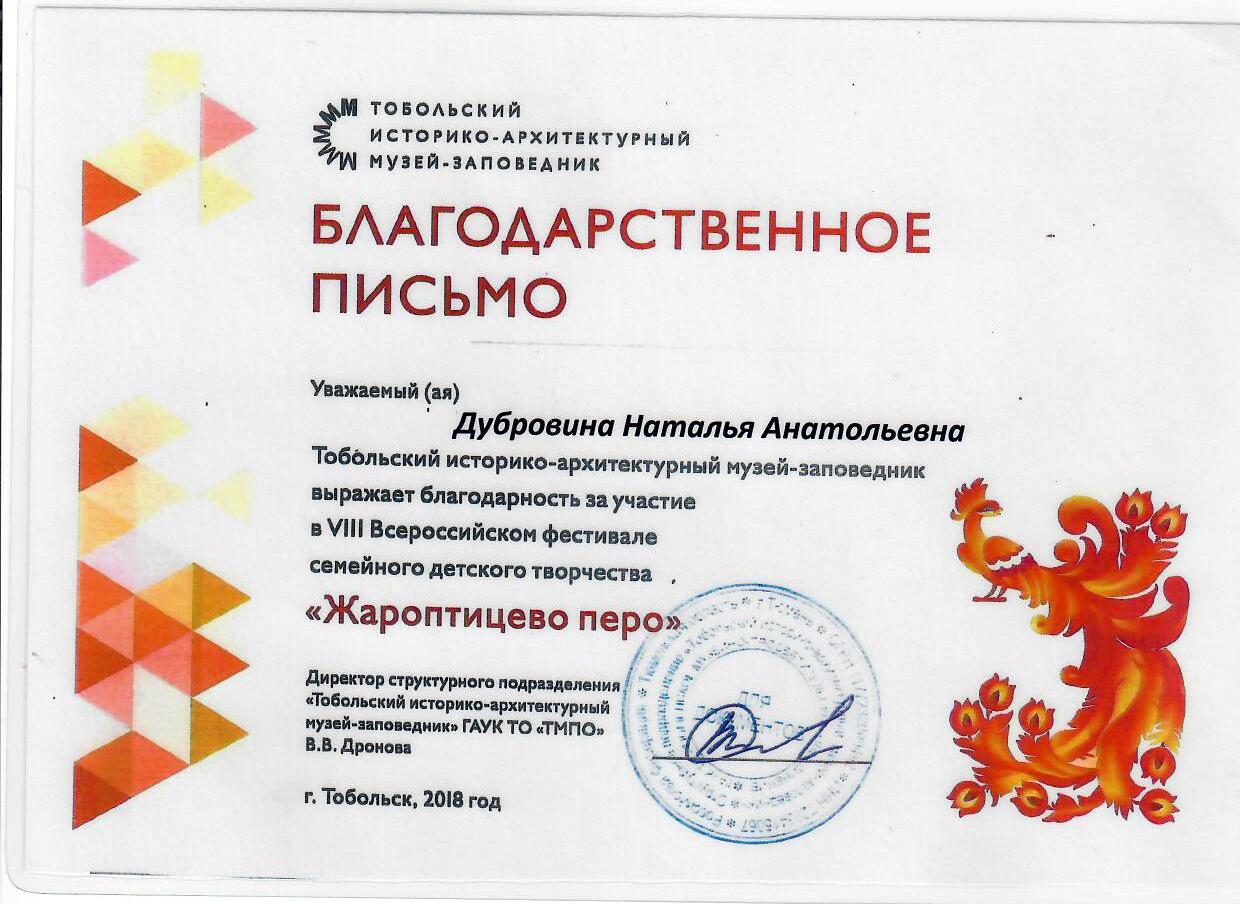 ТОБОЛЬСКИЙ
ИСТОРИКО-АРХИТЕКТУРНЫЙ
МУЗЕЙ-ЗАПОВЕДНИК
БЛАГОДАРСТВЕННОЕ
ПИСЬМО
Уважаемый (ая)
Дубровина Наталья Анатольевна
Тобольский историко-архитектурный музей-заповедник
выражает благодарность за участие
в VIII Всероссийском фестивале
семейного детского творчества
«Жароптицево перо»
Директор структурного подразделения
«Тобольский историко-архитектурный
музей-заповедник» ГАУК ТО «ТМПО»
В.В. Дронова
г. Тобольск, 2018 год